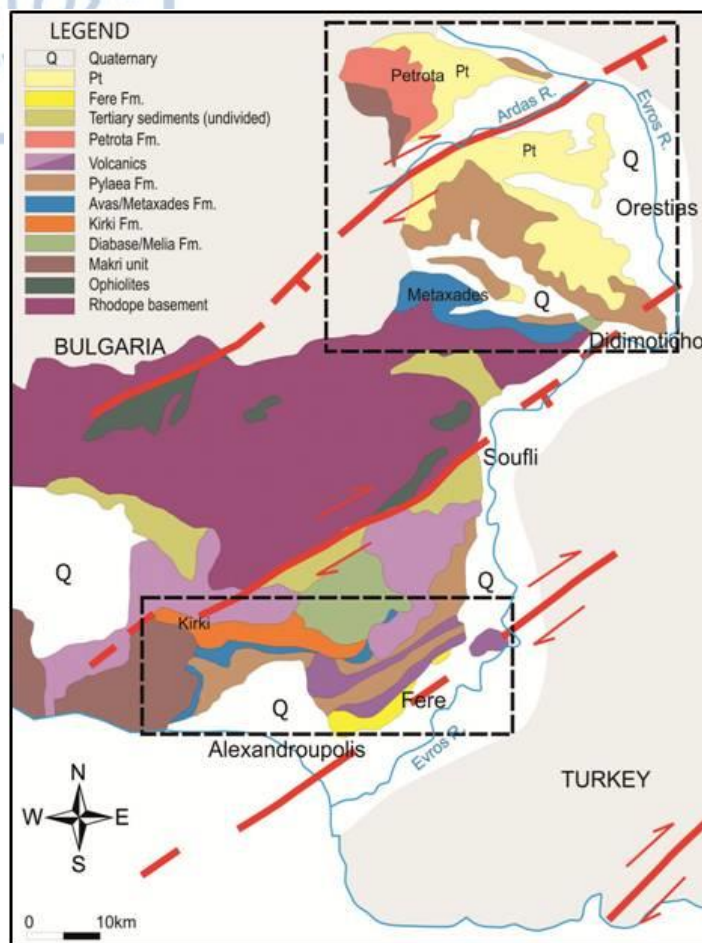 LEGEND
Q Quaternary
Pt
Fere Fm.
Tertiary sediments (undivided)
Petrota Fm.
Volcanics
Pylaea Fm.
Avas/Metaxades Fm.
Kirki Fm.
Diabase/Melia Fm.
Makri unit
Ophiolites
Rhodope basement
Petrota
Pt
Ardas R.
Evros R.
Pt
Q
Orestias
Metaxades
Q
Didimoticho
BULGARIA
Soufli
Q
Q
Kirki
Q
Fere
Alexandroupolis
Evros R.
TURKEY
N
W E
S
0 10km